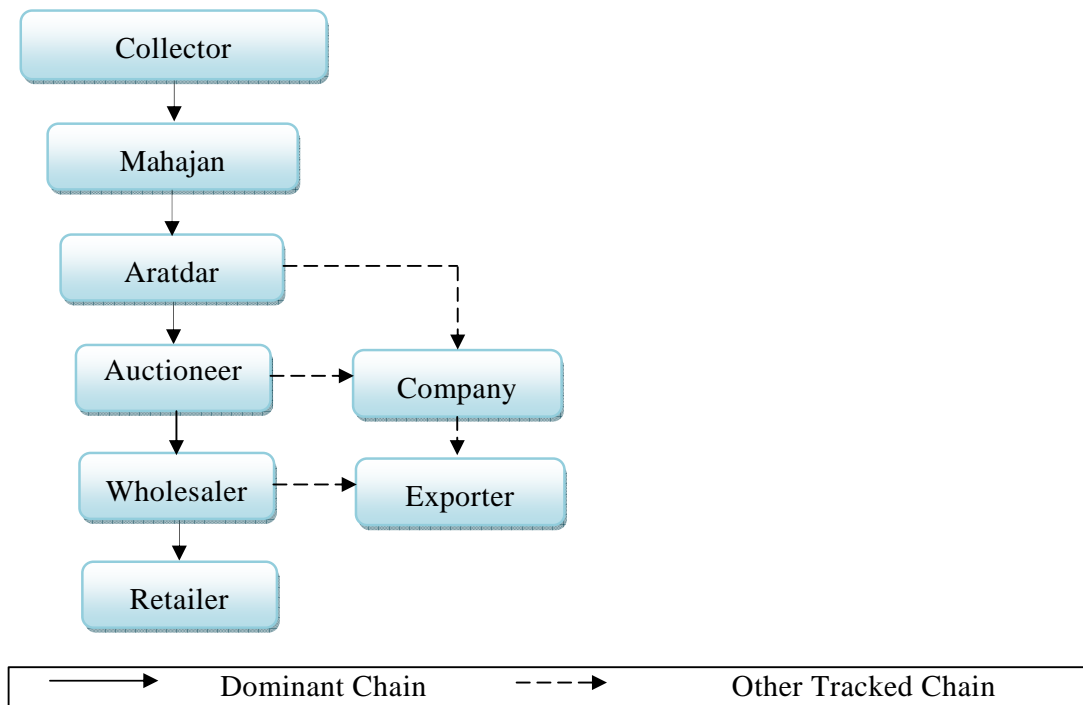 Collector
Mahajan
Aratdar
Auctioneer
Company
Wholesaler
Exporter
Retailer
Dominant Chain Other Tracked Chain